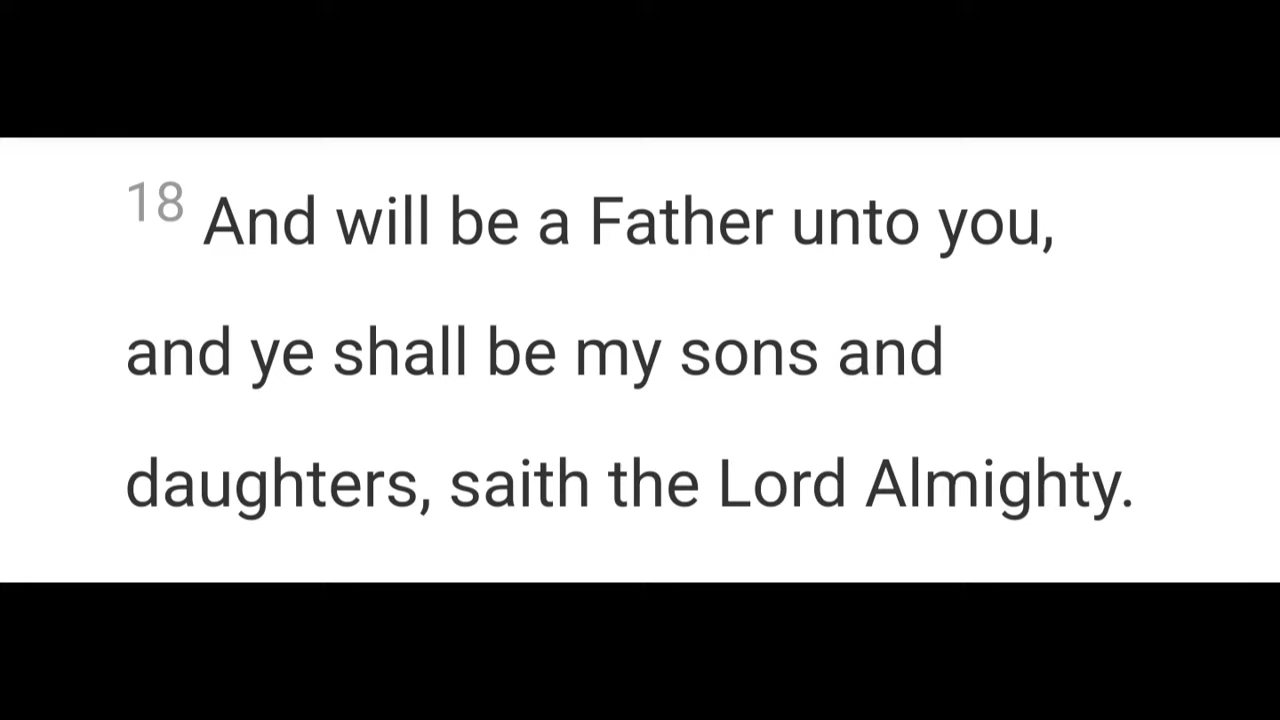 18 And will be a Father unto you,
and ye shall be my sons and
daughters, saith the Lord Almighty.